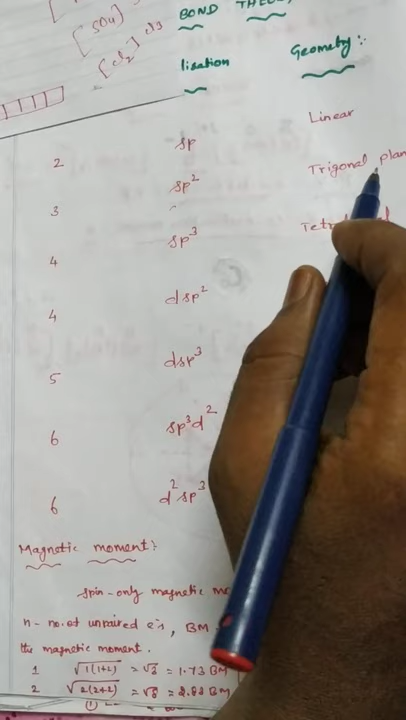 [SO4]
BOND THEORY
[Cl2] Cl3
lisation Geometry :-
2 sp Linear
3 sp² Trigonal plan
4 sp³
4 dsp²
5 dsp³
6 sp³d²
6 d²sp³
Magnetic moment :-
Spin-only magnetic
n - no. of unpaired e's, BM
the magnetic moment.
1 √1(1+2) = √3 = 1.73 BM
2 √2(2+2) = √8 = 2.83 BM